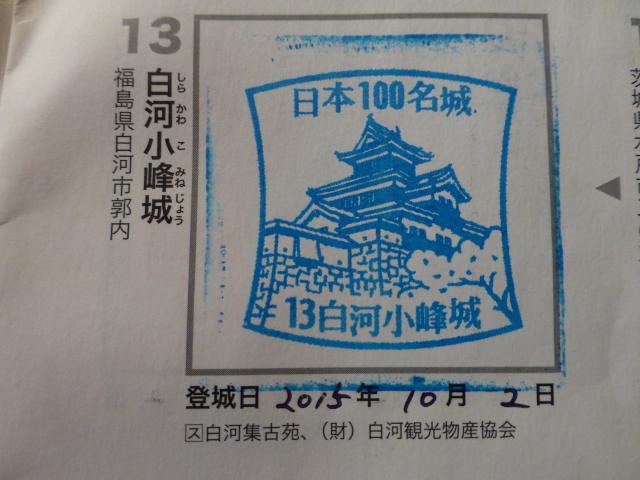 13
白河小峰城
しら かわ こ みね じょう
福島県白河市郭内
日本100名城
13白河小峰城
登城日 2015年 10月 2日
ス白河集古苑、（財）白河観光物産協会